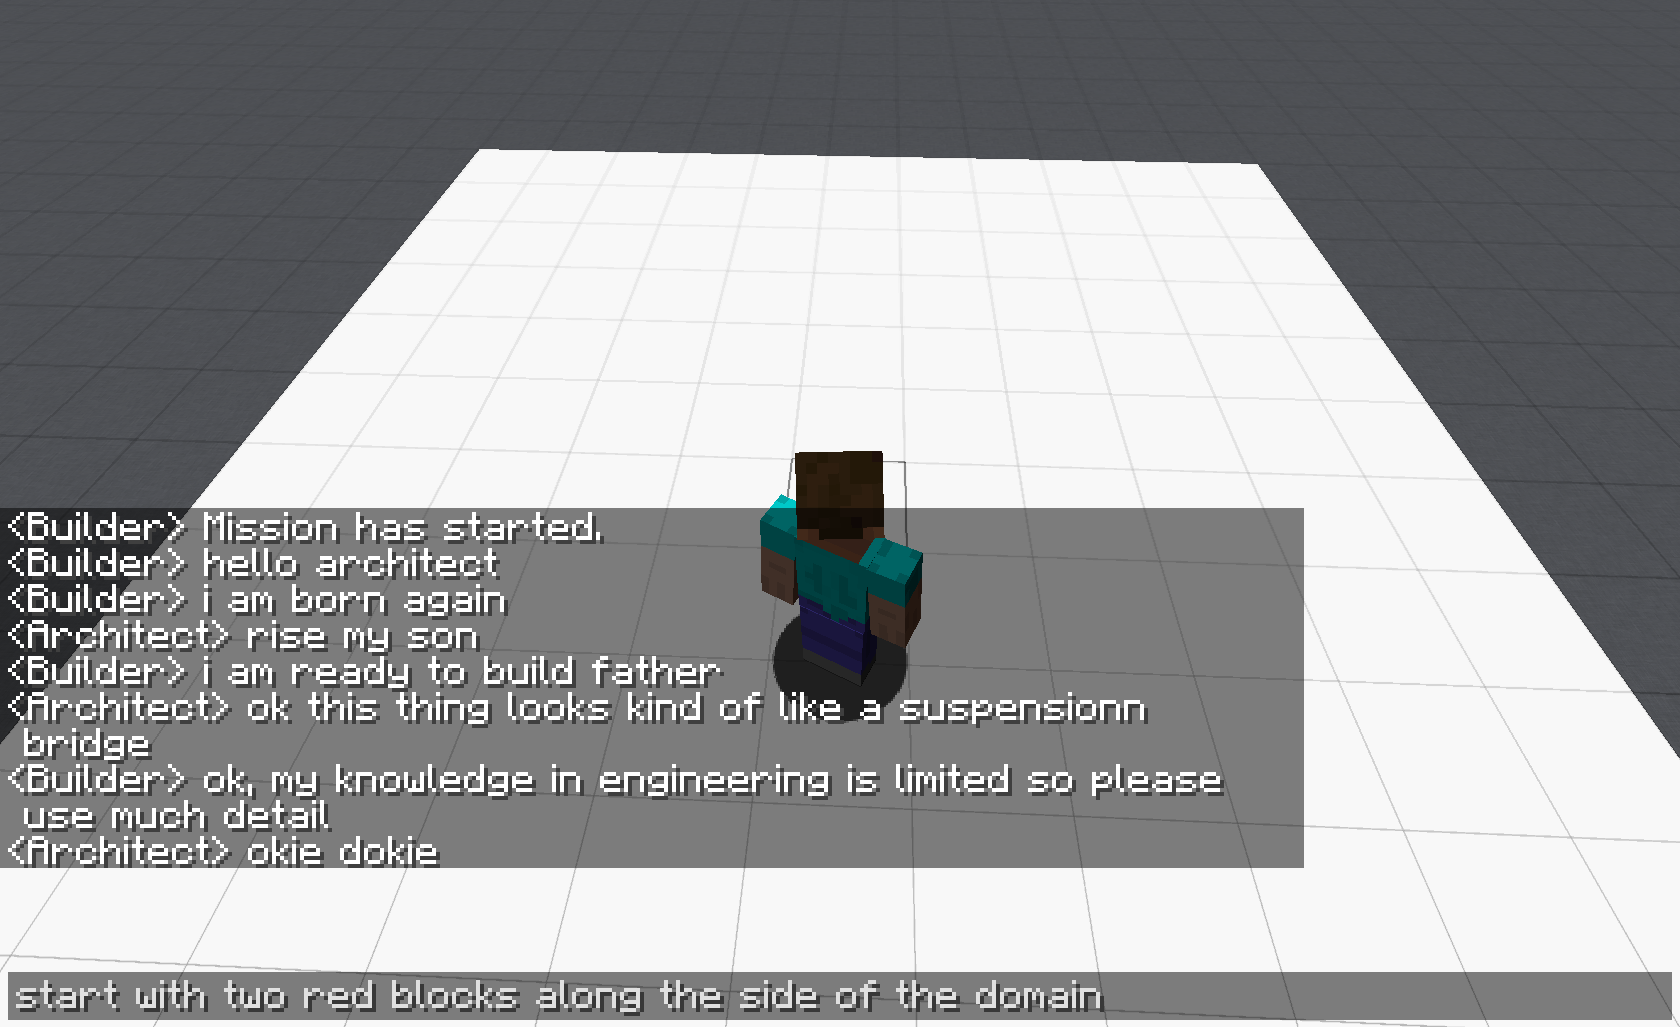 <Builder> Mission has started.
<Builder> hello architect
<Builder> i am born again
<Architect> rise my son
<Builder> i am ready to build father
<Architect> ok this thing looks kind of like a suspensionn
bridge
<Builder> ok, my knowledge in engineering is limited so please
use much detail
<Architect> okie dokie
start with two red blocks along the side of the domain